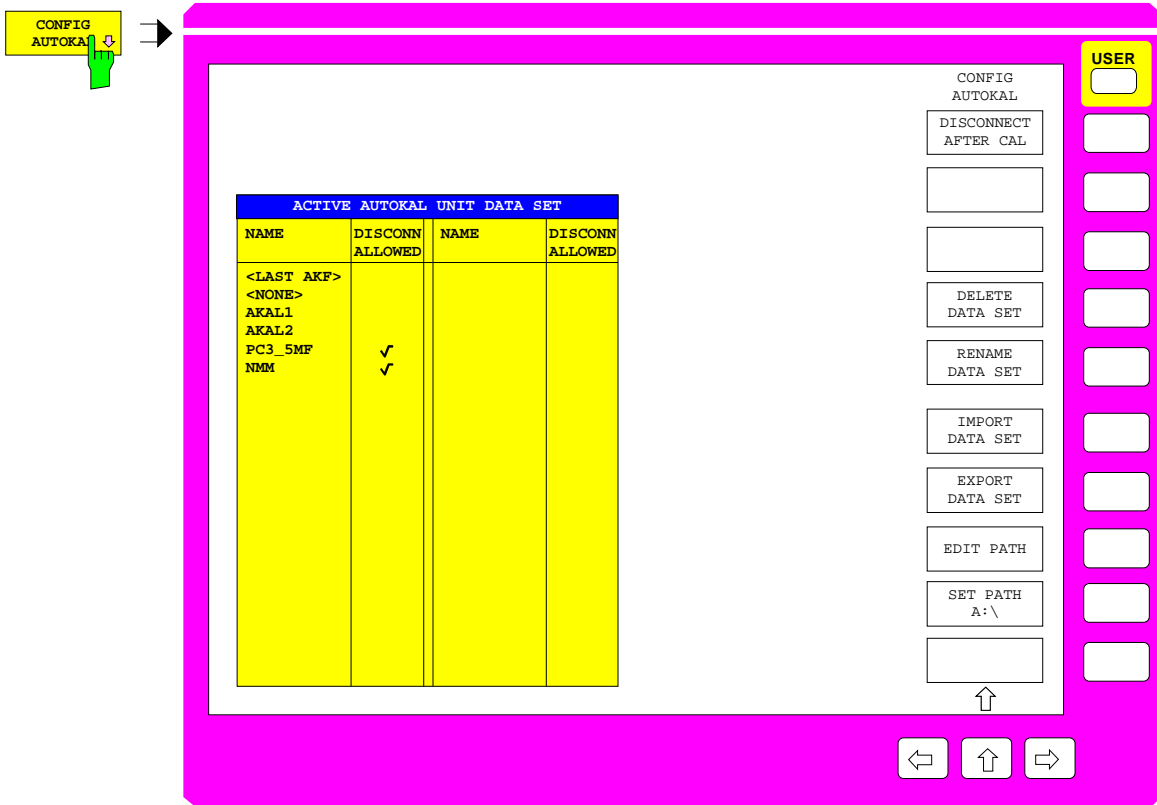 CONFIG
AUTOKAL
USER
CONFIG
AUTOKAL
DISCONNECT
AFTER CAL
ACTIVE AUTOKAL UNIT DATA SET
NAME DISCONN NAME DISCONN
ALLOWED ALLOWED
<LAST AKF>
<NONE>
AKAL1
AKAL2
PC3_5MF √
NMM √
DELETE
DATA SET
RENAME
DATA SET
IMPORT
DATA SET
EXPORT
DATA SET
EDIT PATH
SET PATH
A:\